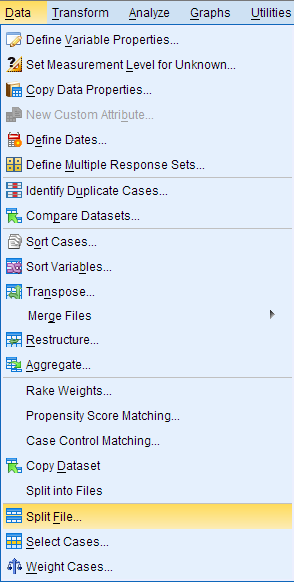 Data Transform Analyze Graphs Utilities
Define Variable Properties...
Set Measurement Level for Unknown...
Copy Data Properties...
New Custom Attribute...
Define Dates...
Define Multiple Response Sets...
Identify Duplicate Cases...
Compare Datasets...
Sort Cases...
Sort Variables...
Transpose...
Merge Files
Restructure...
Aggregate...
Rake Weights...
Propensity Score Matching...
Case Control Matching...
Copy Dataset
Split into Files
Split File...
Select Cases...
Weight Cases...